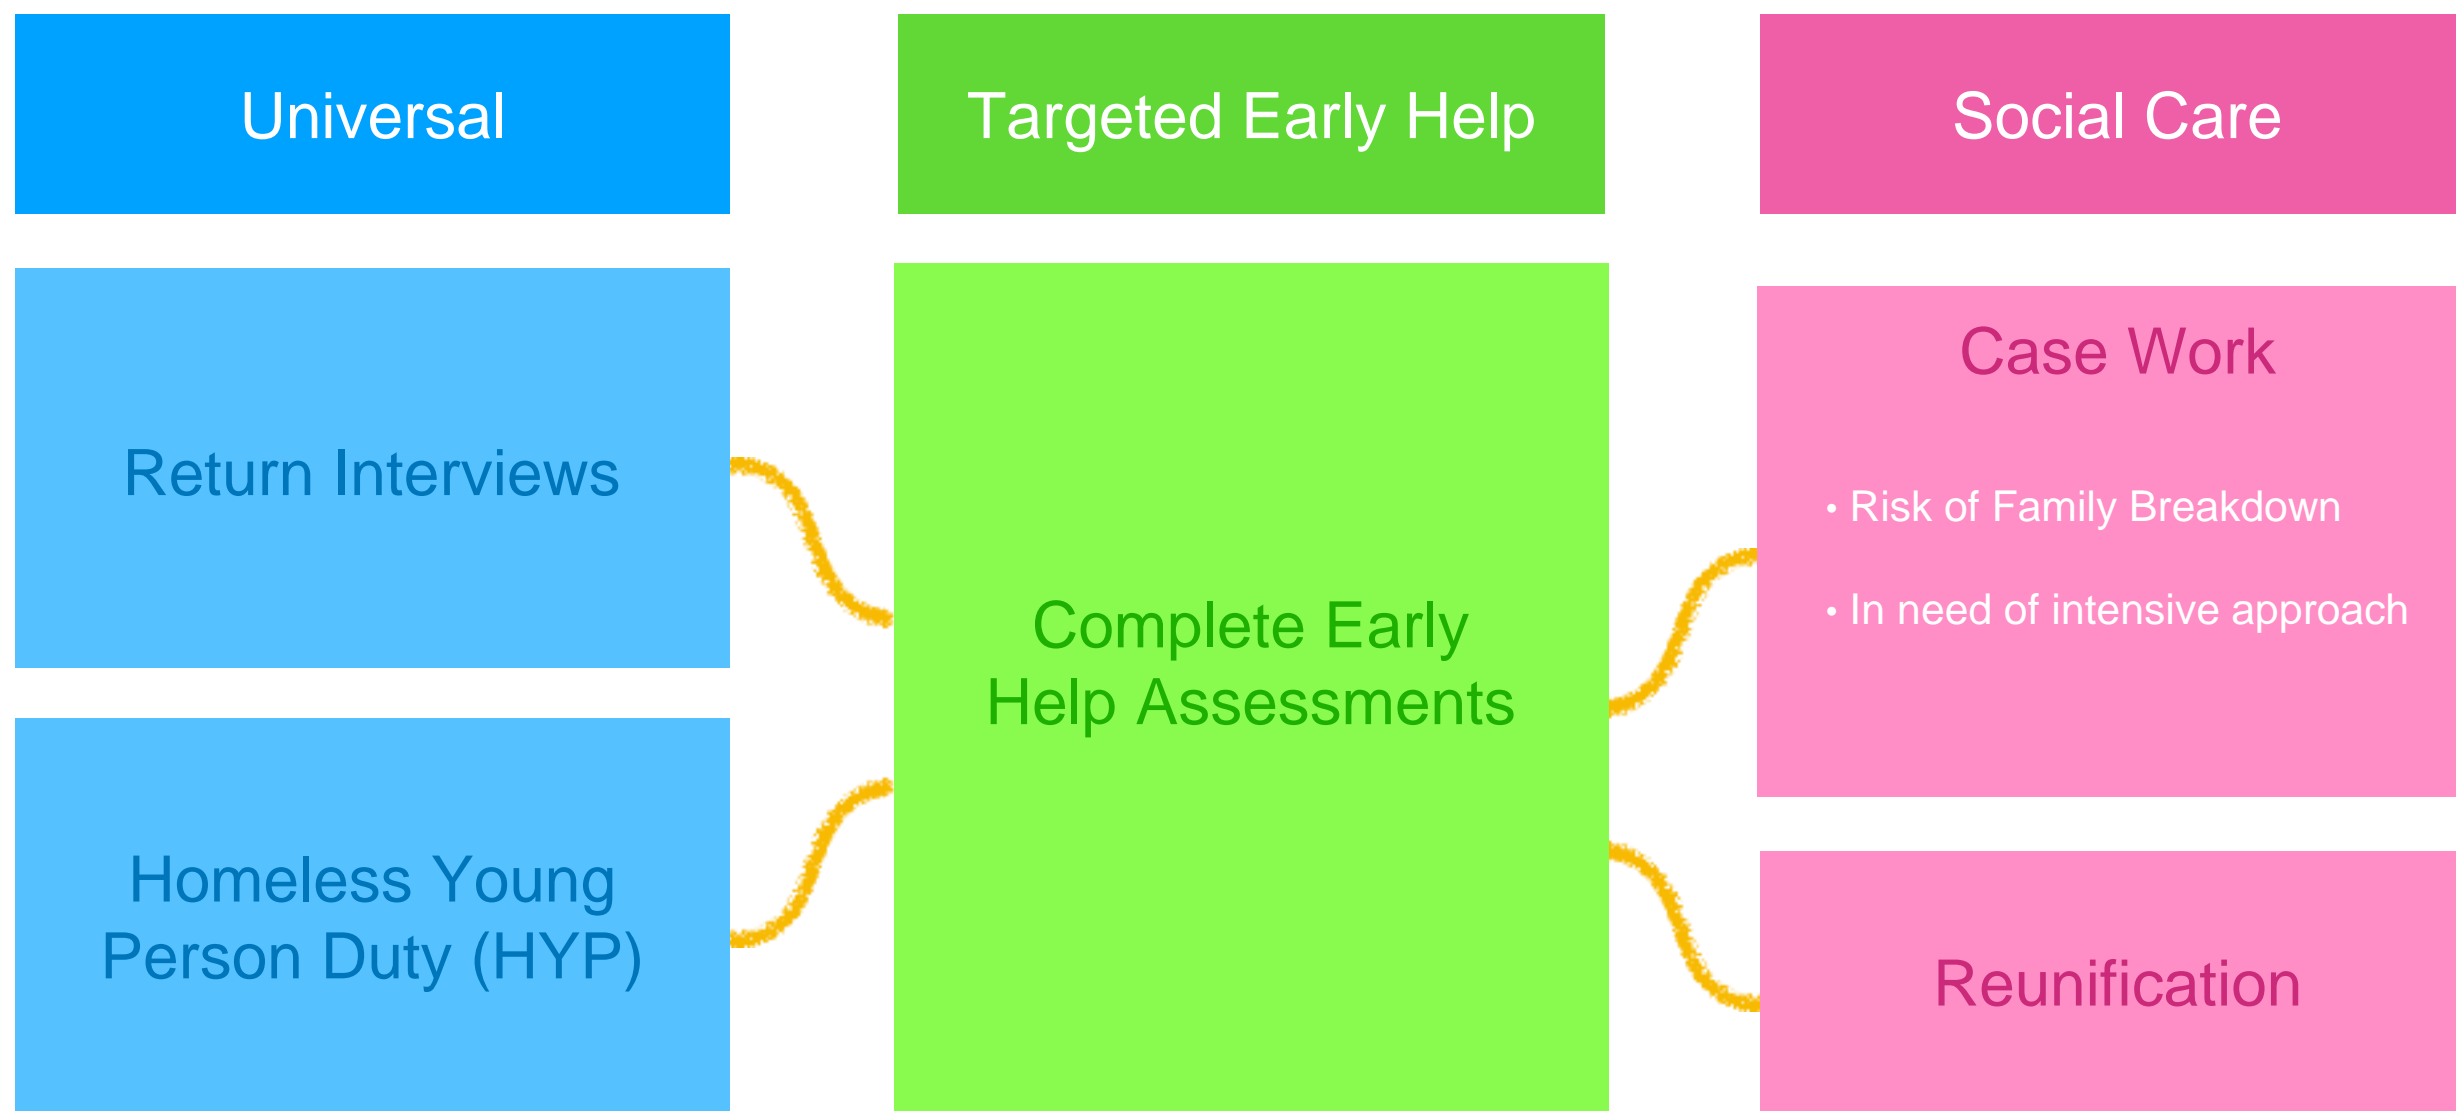 Universal
Targeted Early Help
Social Care
Return Interviews
Homeless Young
Person Duty (HYP)
Complete Early
Help Assessments
Case Work
• Risk of Family Breakdown
• In need of intensive approach
Reunification